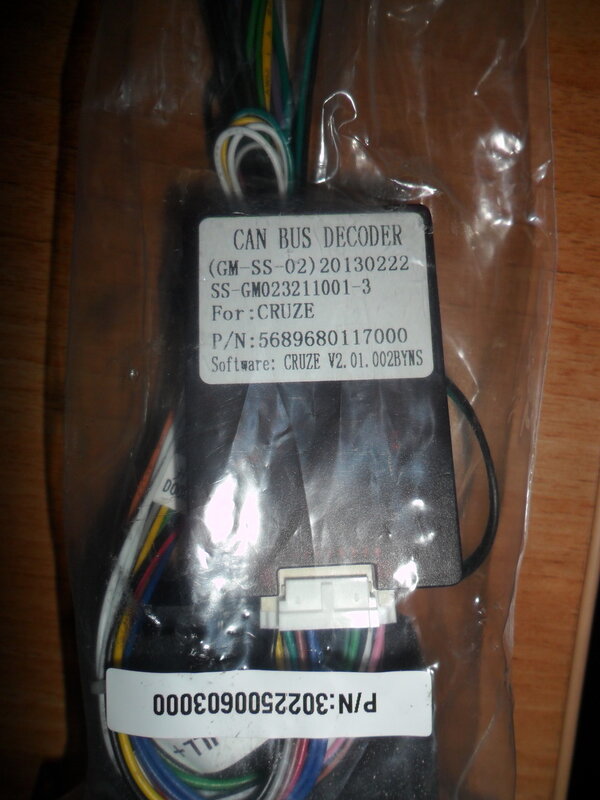 CAN BUS DECODER
(GM-SS-02)20130222
SS-GM023211001-3
For:CRUZE
P/N:5689680117000
Software: CRUZE V2.01.002BYNS
P/N:3022500603000